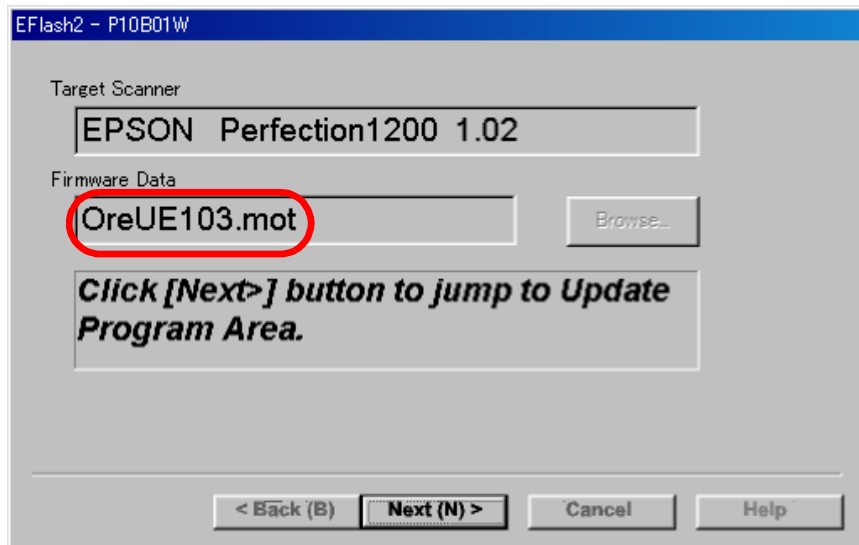 EFlash2 - P10B01W
Target Scanner
EPSON Perfection1200 1.02
Firmware Data
OreUE103.mot
Browse...
Click [Next>] button to jump to Update
Program Area.
< Back (B)
Next (N) >
Cancel
Help